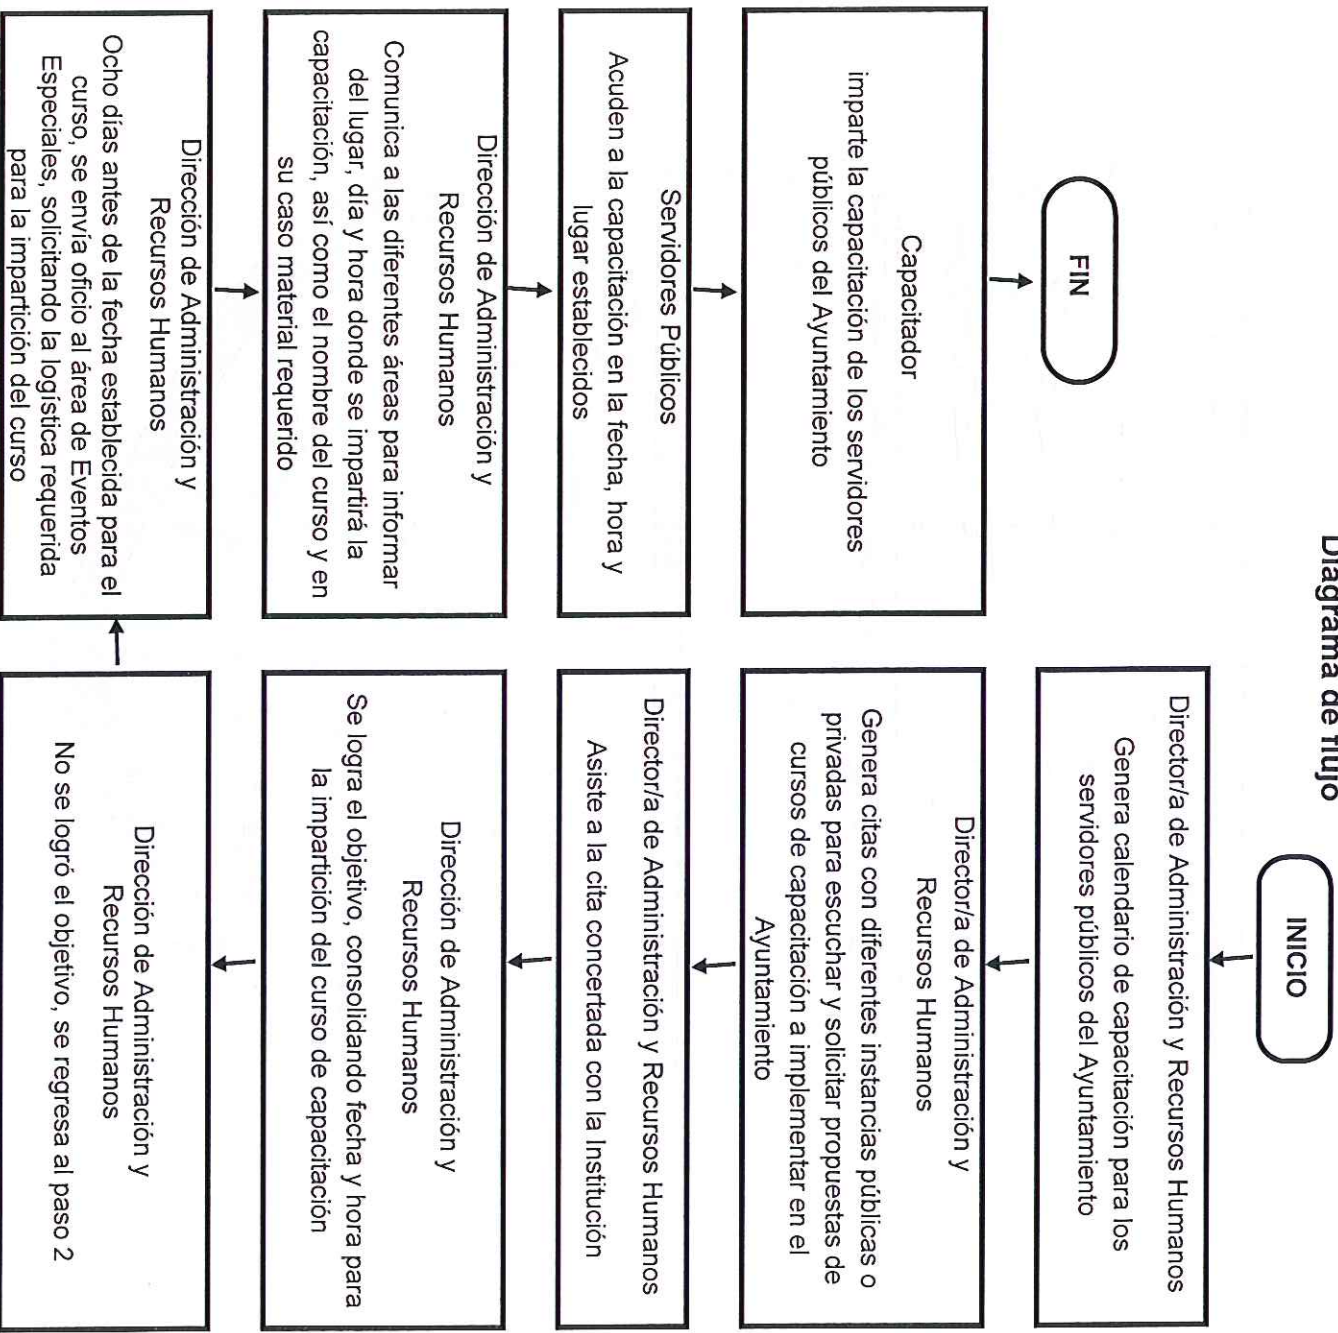 Diagrama de flujo
INICIO
Director/a de Administración y Recursos Humanos
Genera calendario de capacitación para los
servidores públicos del Ayuntamiento
Director/a de Administración y
Recursos Humanos
Genera citas con diferentes instancias públicas o
privadas para escuchar y solicitar propuestas de
cursos de capacitación a implementar en el
Ayuntamiento
Director/a de Administración y Recursos Humanos
Asiste a la cita concertada con la Institución
Dirección de Administración y
Recursos Humanos
Se logra el objetivo, consolidando fecha y hora para
la impartición del curso de capacitación
Dirección de Administración y
Recursos Humanos
No se logró el objetivo, se regresa al paso 2
Dirección de Administración y
Recursos Humanos
Ocho días antes de la fecha establecida para el
curso, se envía oficio al área de Eventos
Especiales, solicitando la logística requerida
para la impartición del curso
Dirección de Administración y
Recursos Humanos
Comunica a las diferentes áreas para informar
del lugar, día y hora donde se impartirá la
capacitación, así como el nombre del curso y en
su caso material requerido
Servidores Públicos
Acuden a la capacitación en la fecha, hora y
lugar establecidos
Capacitador
imparte la capacitación de los servidores
públicos del Ayuntamiento
FIN